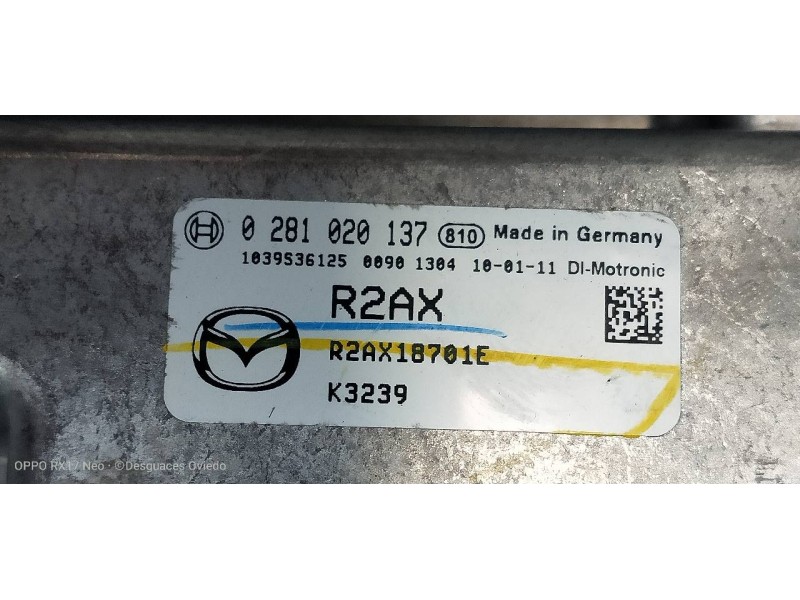 0 281 020 137 810 Made in Germany
1039S36125 0090 1304 10-01-11 DI-Motronic
R2AX
R2AX18701E
K3239
OPPO RX17 Neo · ©Desguaces Oviedo